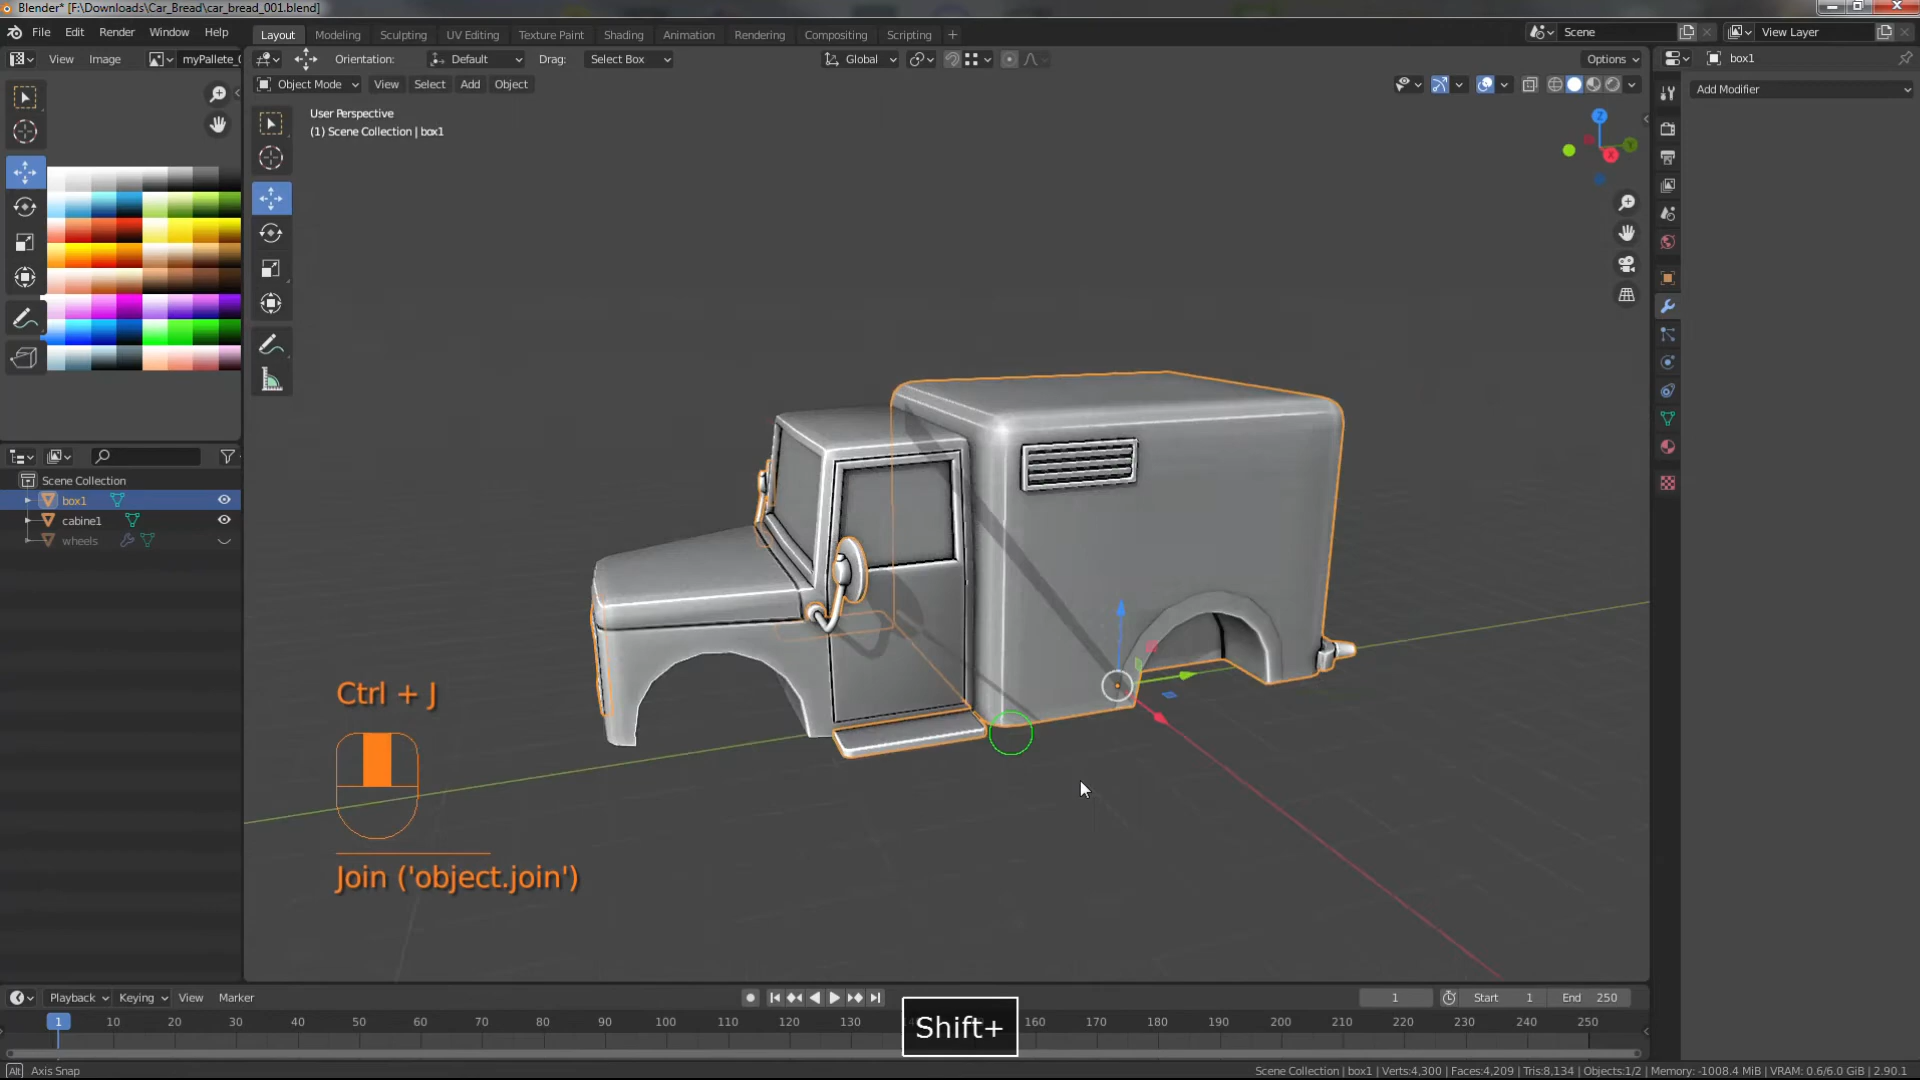 Blender* [F:\Downloads\Car_Bread\car_bread_001.blend]
File Edit Render Window Help
Layout Modeling Sculpting UV Editing Texture Paint Shading Animation Rendering Compositing Scripting +
Scene
View Layer
View Image
myPallete_0
Orientation: Default Drag: Select Box
Global
Options
box1
Object Mode View Select Add Object
Add Modifier
User Perspective
(1) Scene Collection | box1
Scene Collection
box1
cabine1
wheels
Ctrl + J
Join ('object.join')
Playback Keying View Marker
1
Start 1
End 250
1 10 20 30 40 50 60 70 80 90 100 110 120 130 160 170 180 190 200 210 220 230 240 250
Shift+
Alt Axis Snap
Scene Collection | box1 | Verts:4,300 | Faces:4,209 | Tris:8,134 | Objects:1/2 | Memory: -1008.4 MiB | VRAM: 0.6/6.0 GiB | 2.90.1